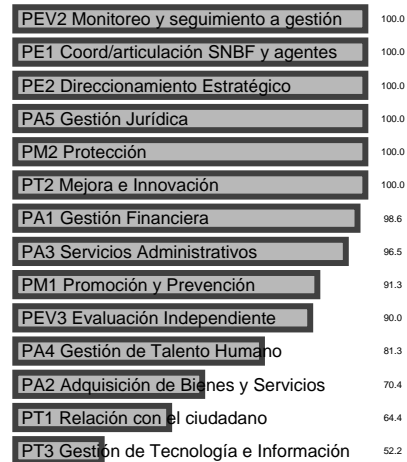 PEV2 Monitoreo y seguimiento a gestión 100.0
PE1 Coord/articulación SNBF y agentes 100.0
PE2 Direccionamiento Estratégico 100.0
PA5 Gestión Jurídica 100.0
PM2 Protección 100.0
PT2 Mejora e Innovación 100.0
PA1 Gestión Financiera 98.6
PA3 Servicios Administrativos 96.5
PM1 Promoción y Prevención 91.3
PEV3 Evaluación Independiente 90.0
PA4 Gestión de Talento Humano 81.3
PA2 Adquisición de Bienes y Servicios 70.4
PT1 Relación con el ciudadano 64.4
PT3 Gestión de Tecnología e Información 52.2